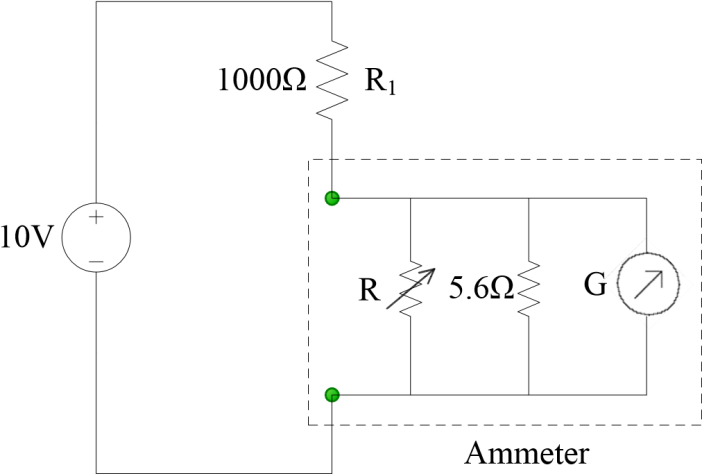 1000Ω R₁
+
10V
−
R 5.6Ω G
Ammeter